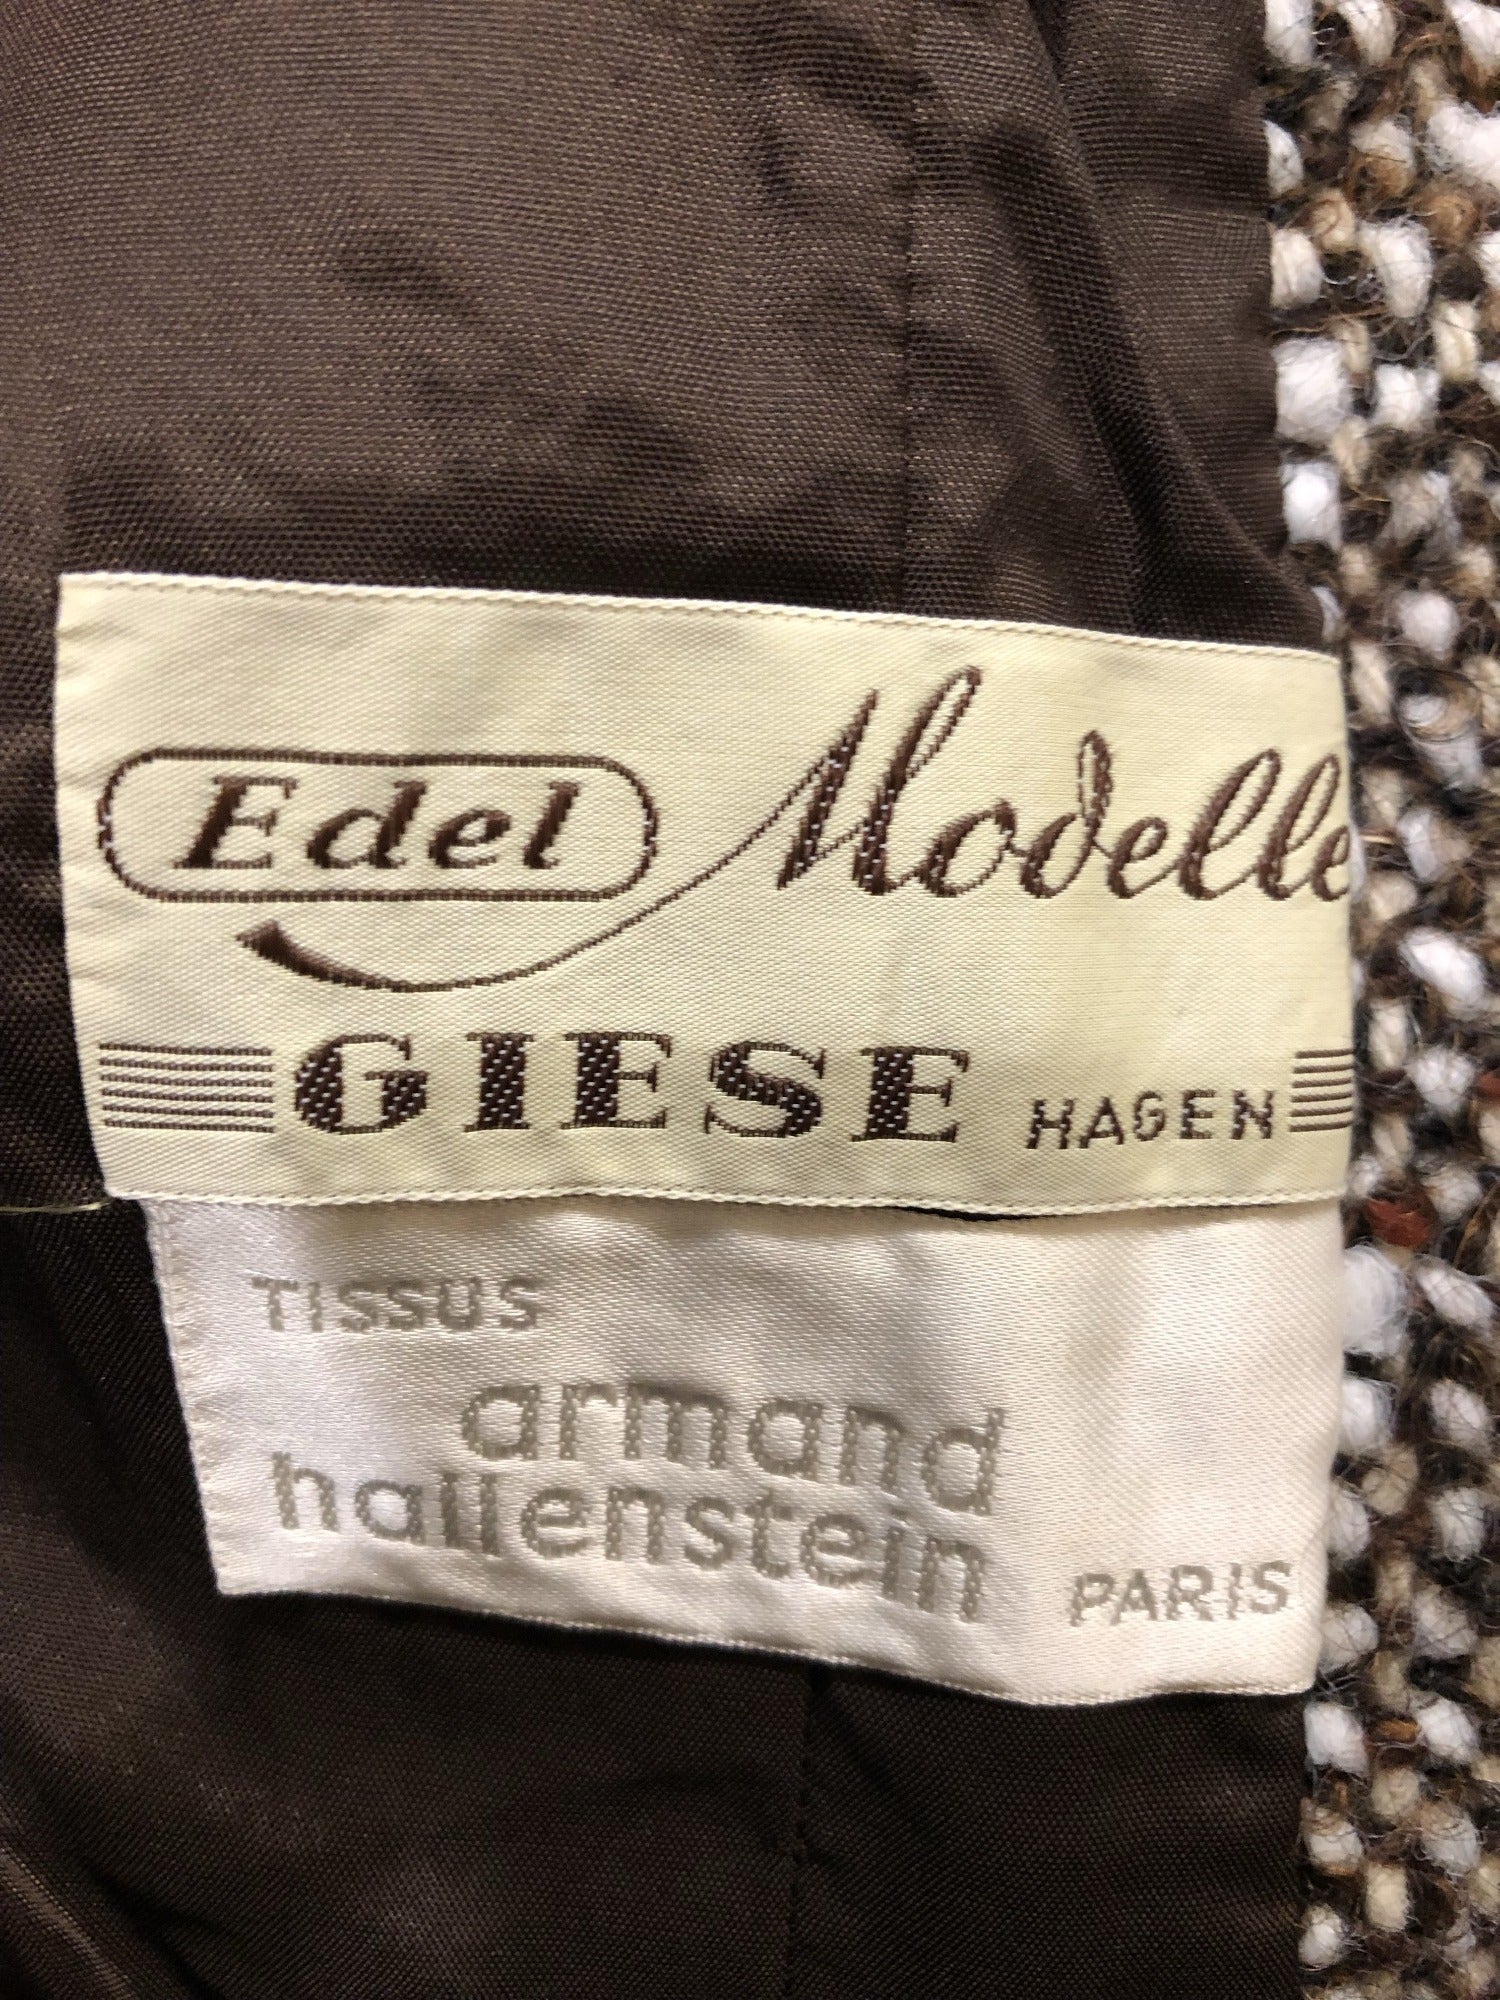 Edel Modelle
GIESE HAGEN
TISSUS
armand
hallenstein PARIS